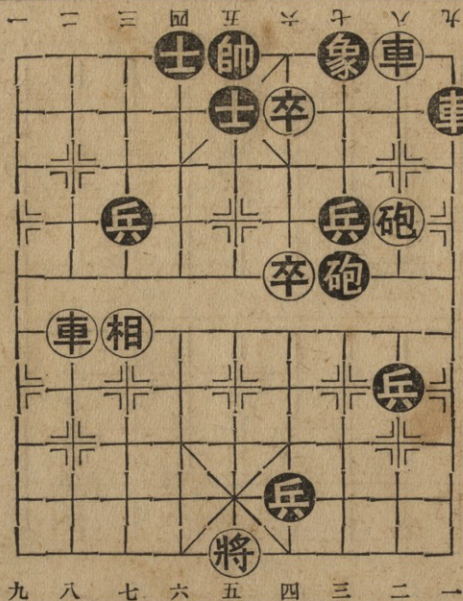 一 二 三 四 五 六 七 八 九
士 帥 象 車
士 卒 車
兵 兵 砲
卒 砲
車 相
兵
兵
將
九 八 七 六 五 四 三 二 一